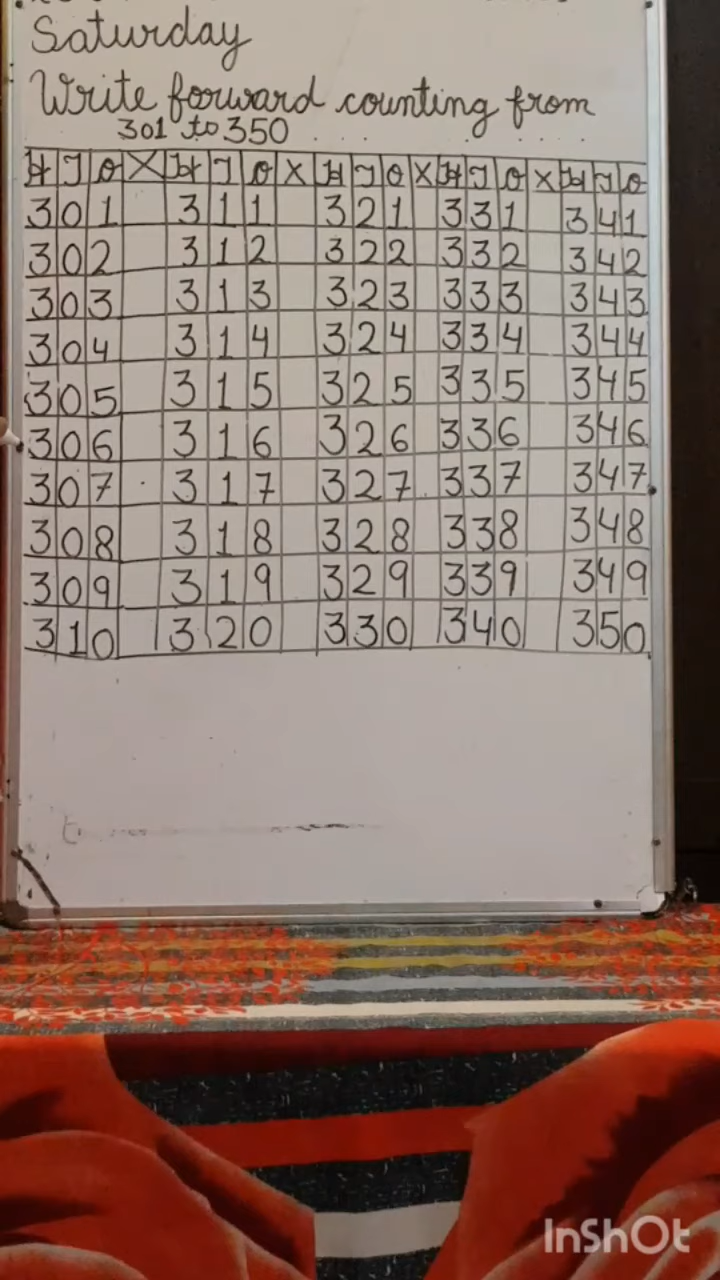 Saturday
Write forward counting from
301 to 350
H T O X H T O X H T O X H T O X H T O
301 311 321 331 341
302 312 322 332 342
303 313 323 333 343
304 314 324 334 344
305 315 325 335 345
306 316 326 336 346
307 317 327 337 347
308 318 328 338 348
309 319 329 339 349
310 320 330 340 350
InShOt